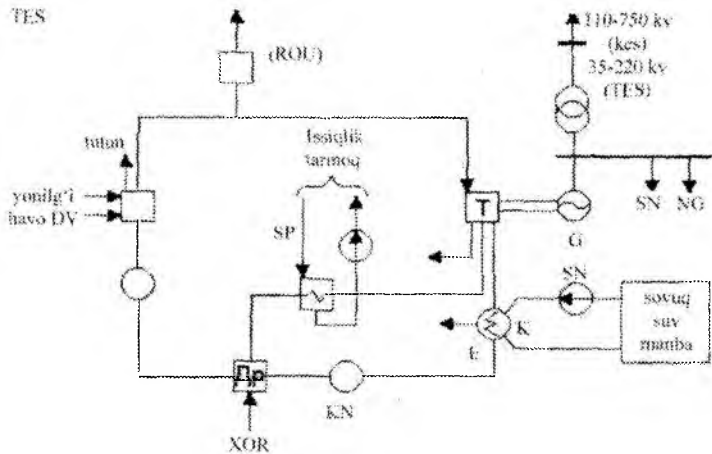 TES
(ROU)
110-750 kv
(kes)
35-220 kv
(TES)
tutun
Issiqlik
tarmoq
yonilg‘i
havo DV
SP
T
SN
NG
G
SN
K
E
sovuq
suv
manba
Др
KN
XOR